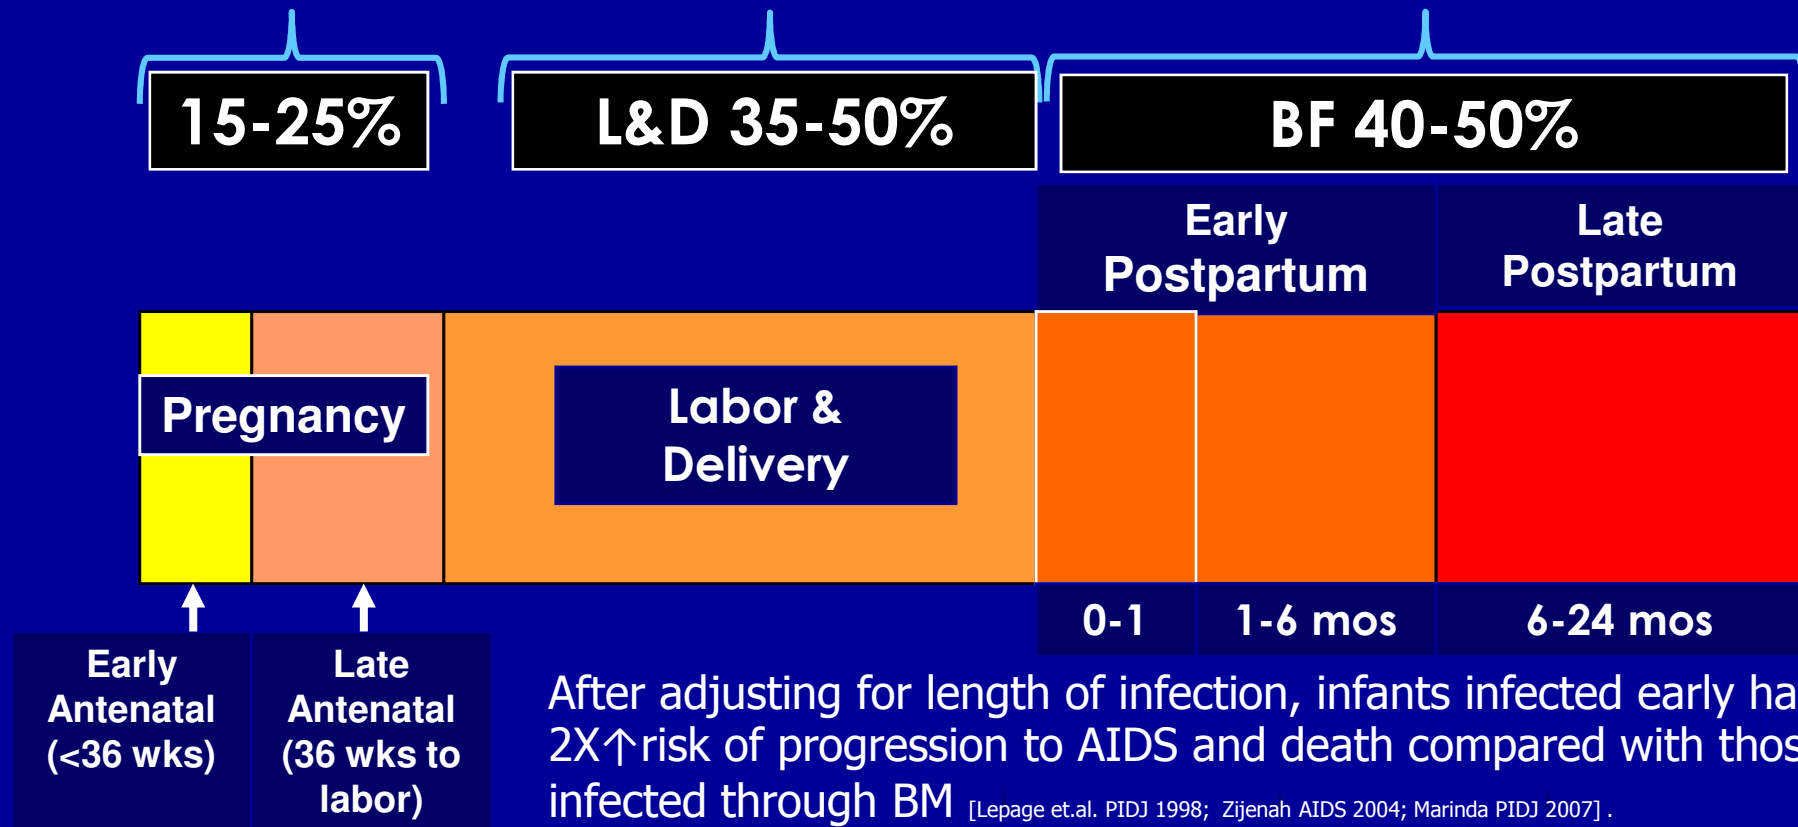 15-25%
L&D 35-50%
BF 40-50%
Early
Postpartum
Late
Postpartum
Pregnancy
Labor &
Delivery
0-1
1-6 mos
6-24 mos
Early
Antenatal
(<36 wks)
Late
Antenatal
(36 wks to
labor)
After adjusting for length of infection, infants infected early ha
2X↑risk of progression to AIDS and death compared with thos
infected through BM [Lepage et.al. PIDJ 1998; Zijenah AIDS 2004; Marinda PIDJ 2007] .